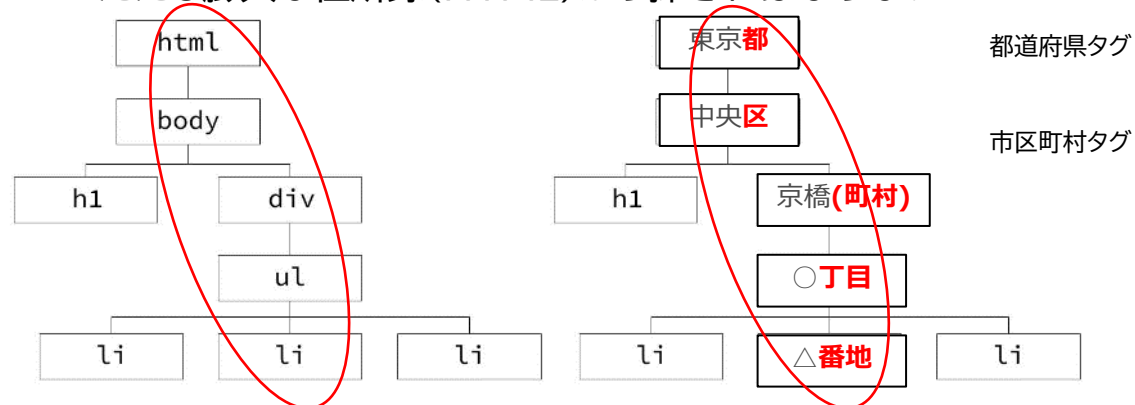 html
body
h1
div
ul
li
li
li
東京都
中央区
h1
京橋(町村)
○丁目
li
△番地
li
都道府県タグ
市区町村タグ